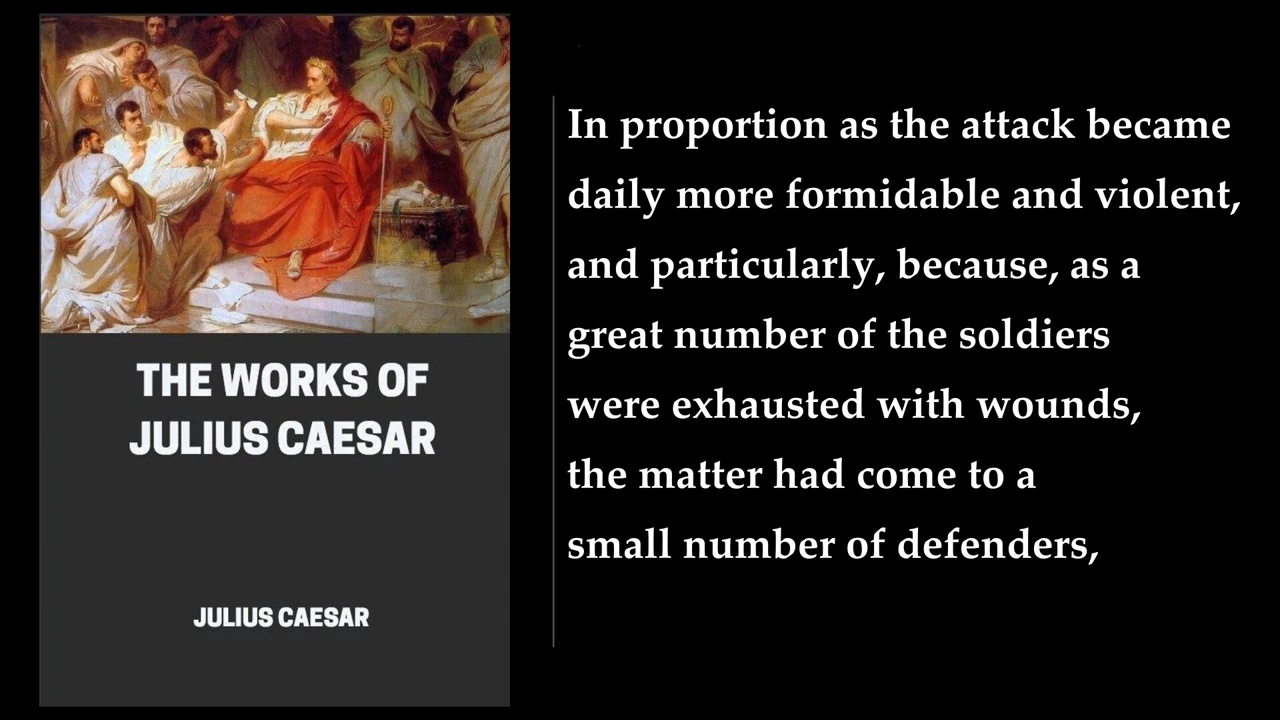 THE WORKS OF
JULIUS CAESAR
JULIUS CAESAR
In proportion as the attack became
daily more formidable and violent,
and particularly, because, as a
great number of the soldiers
were exhausted with wounds,
the matter had come to a
small number of defenders,